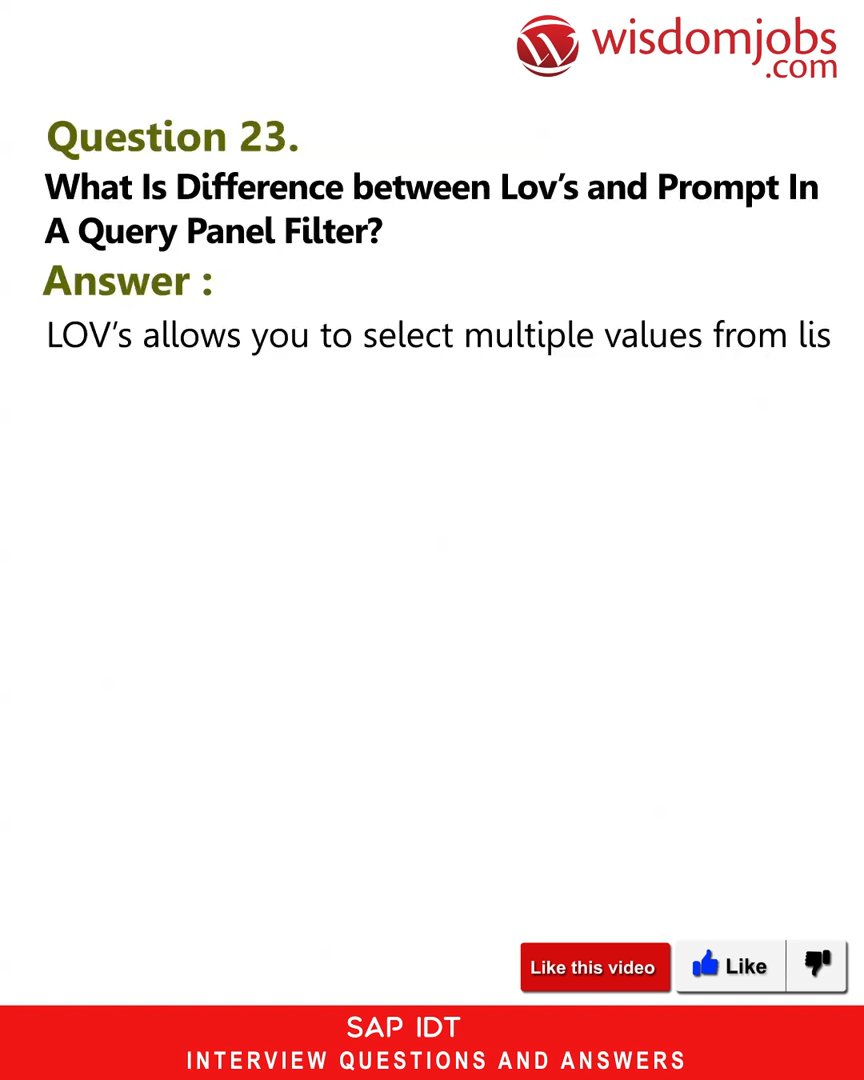 wisdomjobs
.com
Question 23.
What Is Difference between Lov’s and Prompt In
A Query Panel Filter?
Answer :
LOV’s allows you to select multiple values from lis
Like this video
Like
SAP IDT
INTERVIEW QUESTIONS AND ANSWERS